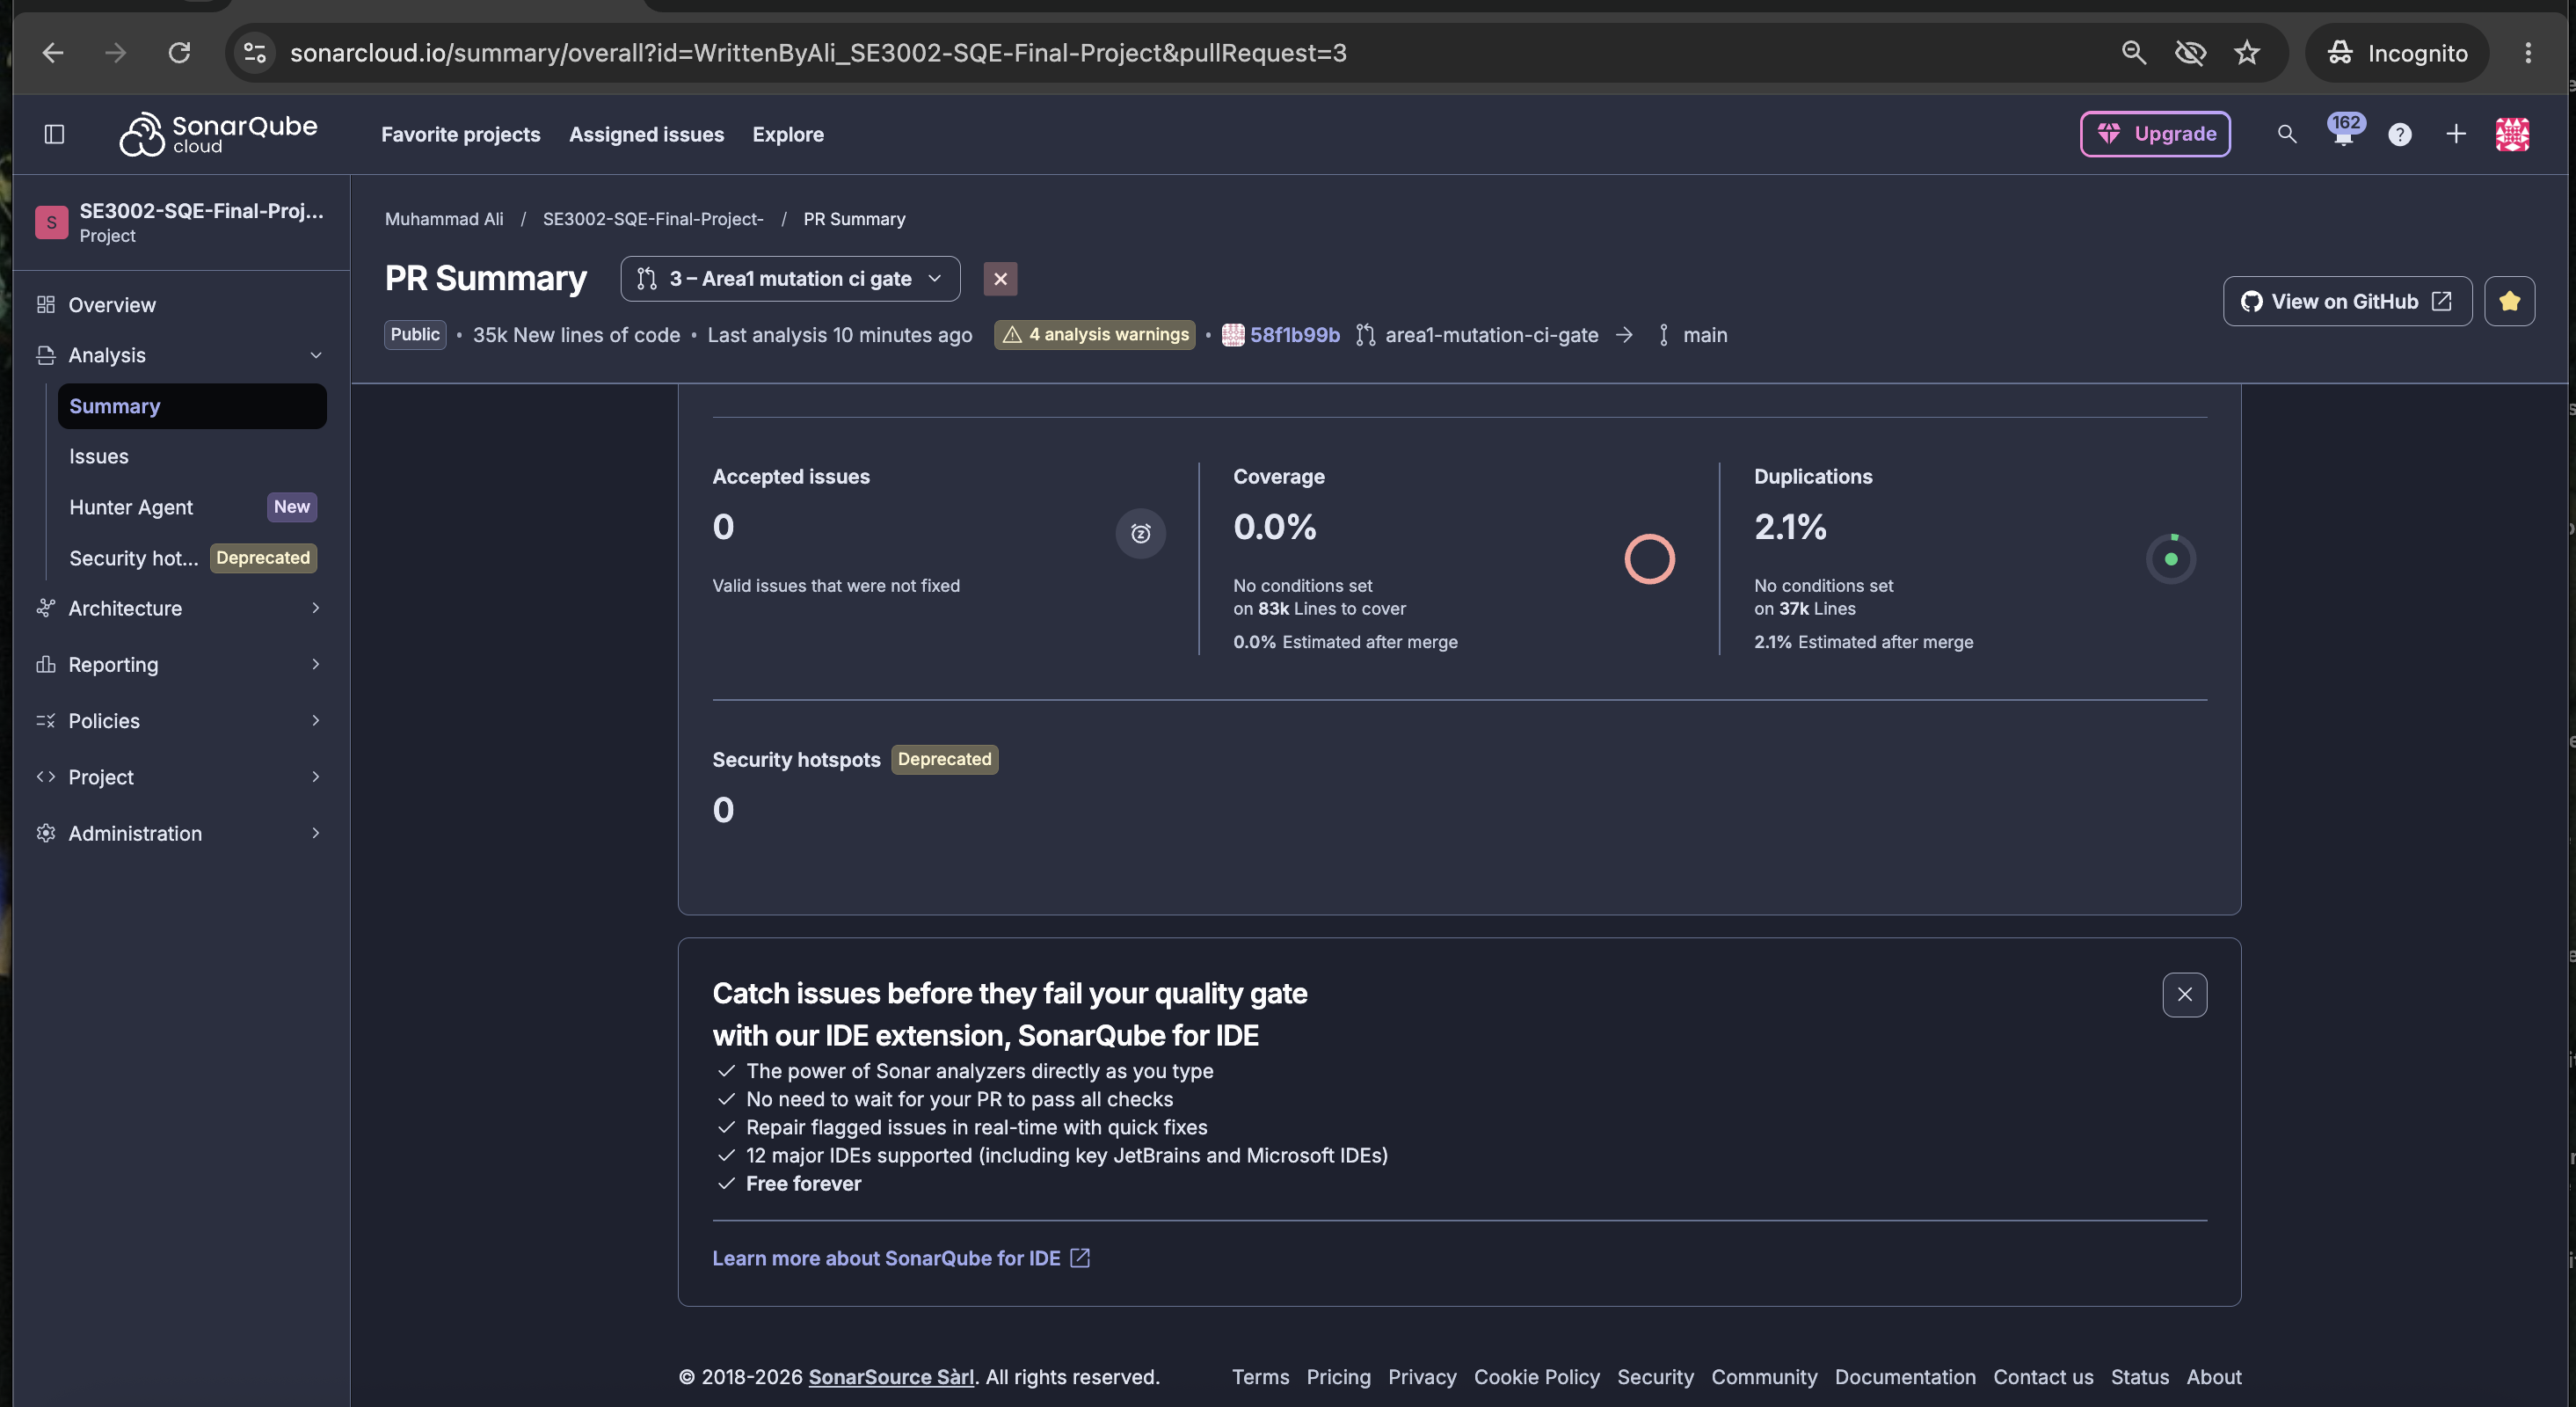 sonarcloud.io/summary/overall?id=WrittenByAli_SE3002-SQE-Final-Project&pullRequest=3
Incognito
SonarQube
cloud
Favorite projects
Assigned issues
Explore
Upgrade
162
S
SE3002-SQE-Final-Proj...
Project
Overview
Analysis
Summary
Issues
Hunter Agent New
Security hot... Deprecated
Architecture
Reporting
Policies
Project
Administration
Muhammad Ali / SE3002-SQE-Final-Project- / PR Summary
PR Summary
3 – Area1 mutation ci gate
View on GitHub
Public • 35k New lines of code • Last analysis 10 minutes ago 4 analysis warnings • 58f1b99b area1-mutation-ci-gate → main
Accepted issues
0
Valid issues that were not fixed
Coverage
0.0%
No conditions set
on 83k Lines to cover
0.0% Estimated after merge
Duplications
2.1%
No conditions set
on 37k Lines
2.1% Estimated after merge
Security hotspots Deprecated
0
Catch issues before they fail your quality gate
with our IDE extension, SonarQube for IDE
The power of Sonar analyzers directly as you type
No need to wait for your PR to pass all checks
Repair flagged issues in real-time with quick fixes
12 major IDEs supported (including key JetBrains and Microsoft IDEs)
Free forever
Learn more about SonarQube for IDE
© 2018-2026 SonarSource Sàrl. All rights reserved.
Terms Pricing Privacy Cookie Policy Security Community Documentation Contact us Status About